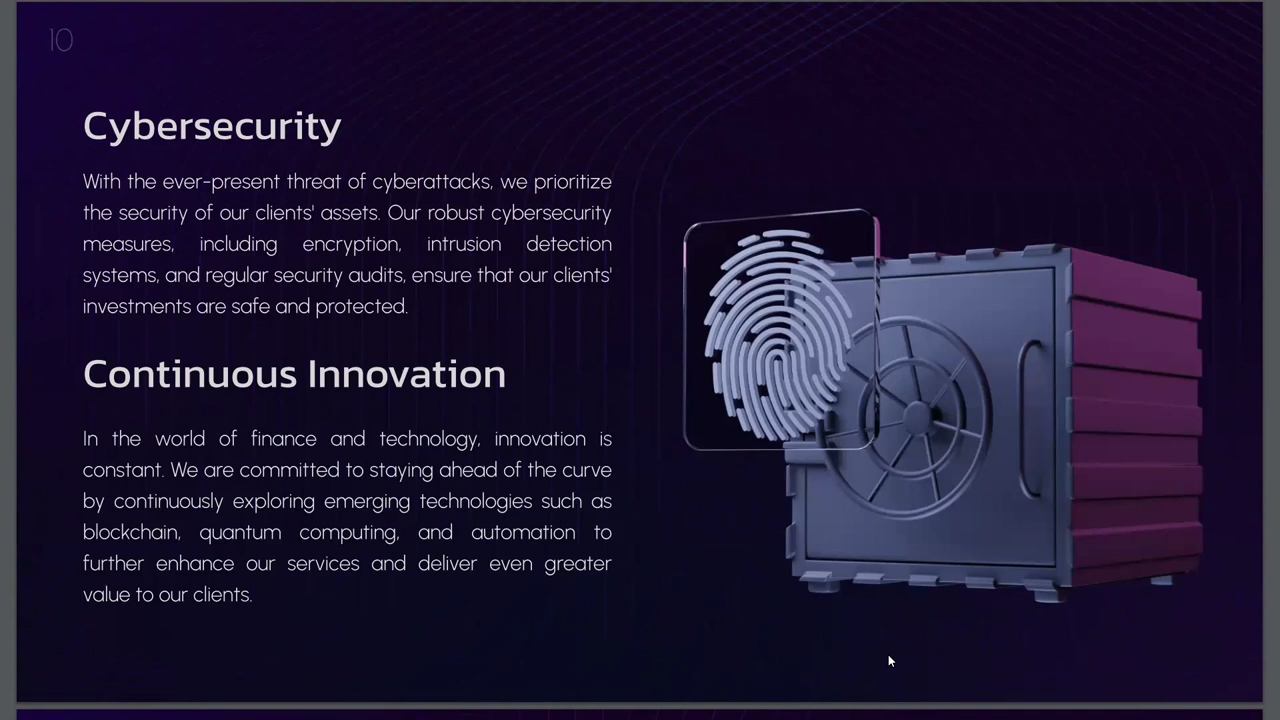 10
Cybersecurity
With the ever-present threat of cyberattacks, we prioritize
the security of our clients' assets. Our robust cybersecurity
measures, including encryption, intrusion detection
systems, and regular security audits, ensure that our clients'
investments are safe and protected.
Continuous Innovation
In the world of finance and technology, innovation is
constant. We are committed to staying ahead of the curve
by continuously exploring emerging technologies such as
blockchain, quantum computing, and automation to
further enhance our services and deliver even greater
value to our clients.